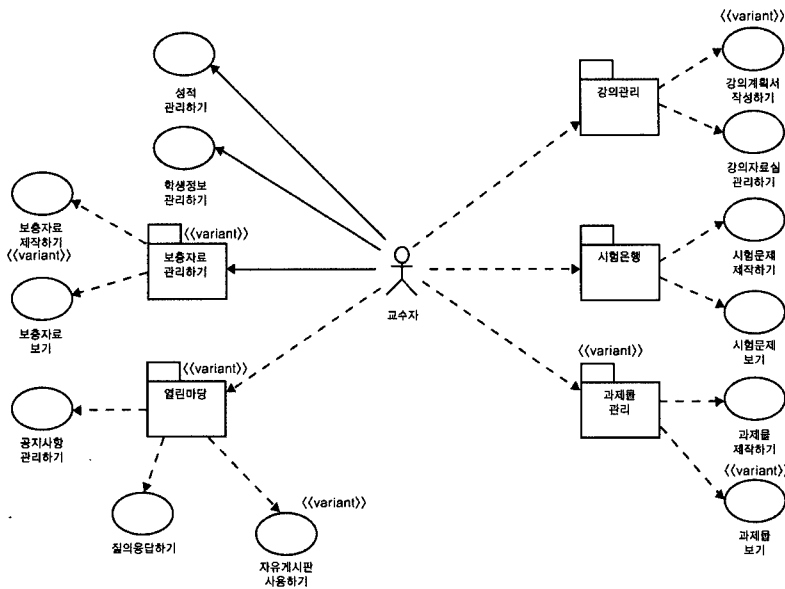 성적
관리하기
학생정보
관리하기
보충자료
제작하기
⟨⟨variant⟩⟩
보충자료
보기
⟨⟨variant⟩⟩
보충자료
관리하기
교수자
⟨⟨variant⟩⟩
열린마당
공지사항
관리하기
질의응답하기
⟨⟨variant⟩⟩
자유게시판
사용하기
강의관리
⟨⟨variant⟩⟩
강의계획서
작성하기
강의자료실
관리하기
시험은행
시험문제
제작하기
시험문제
보기
⟨⟨variant⟩⟩
과제물
관리
과제물
제작하기
⟨⟨variant⟩⟩
과제물
보기